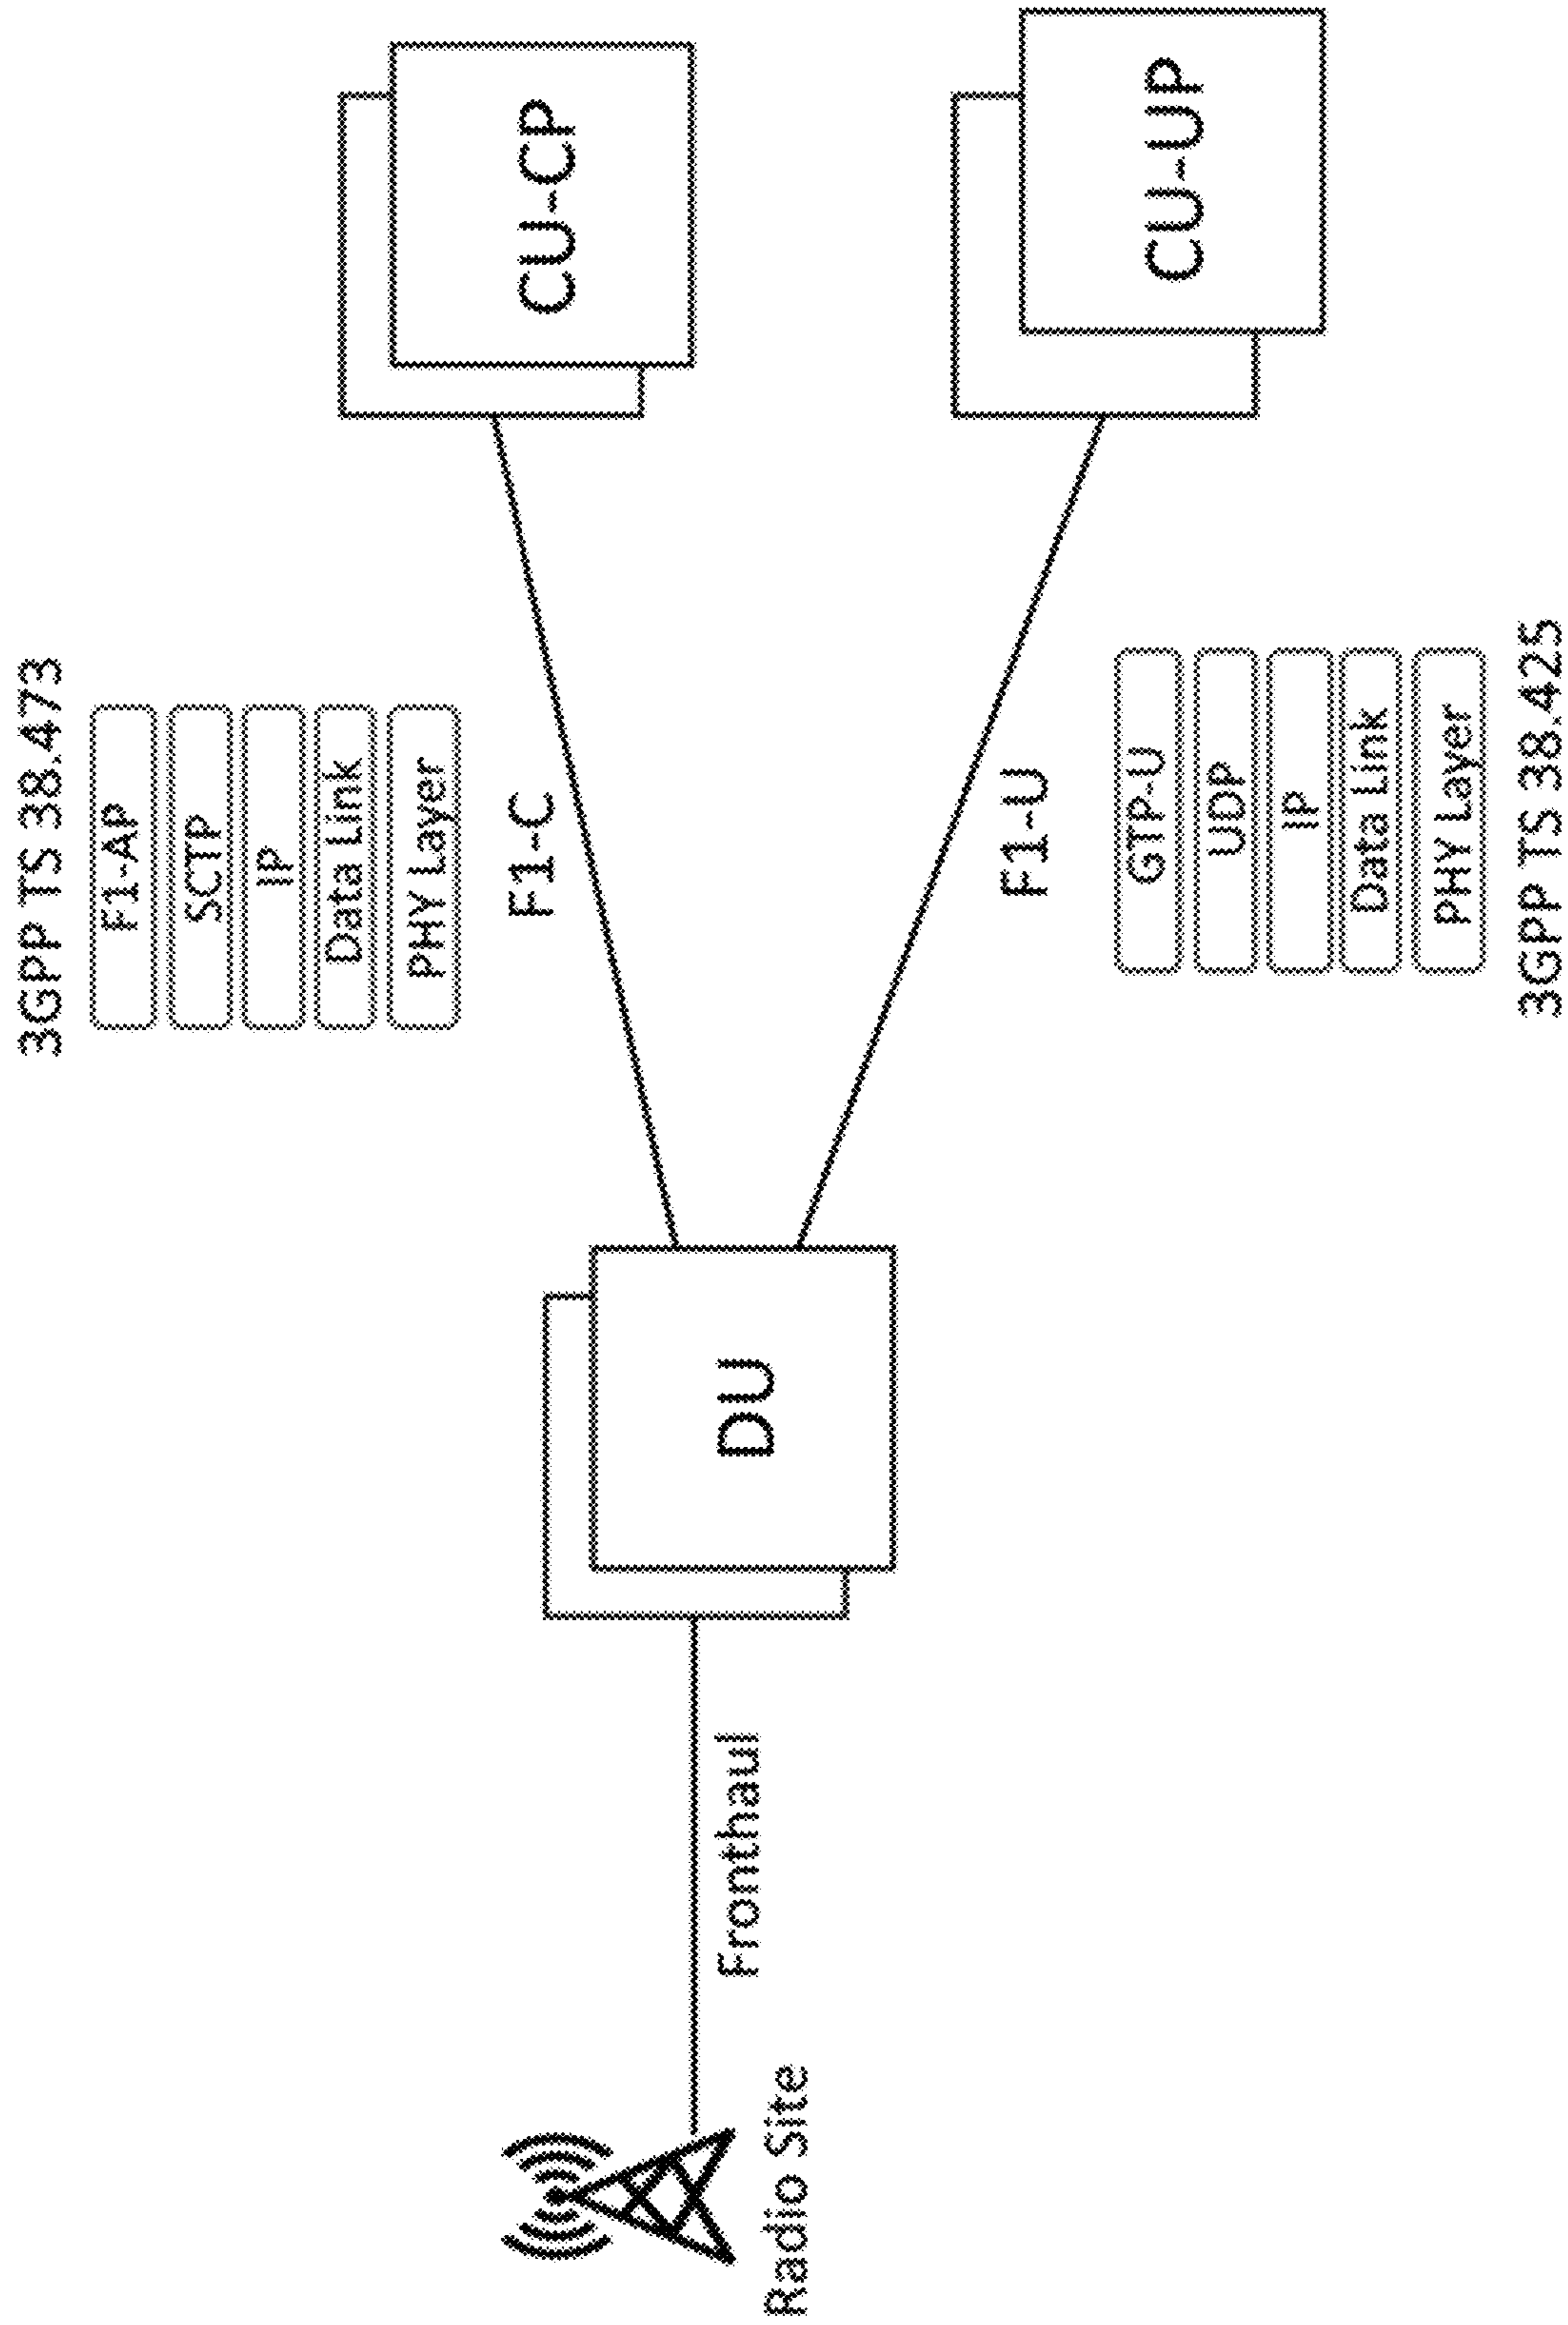 3GPP TS 38.473
F1-AP
SCTP
IP
Data Link
PHY Layer
F1-C
CU-CP
Radio Site
Fronthaul
DU
F1-U
CU-UP
GTP-U
UDP
IP
Data Link
PHY Layer
3GPP TS 38.425